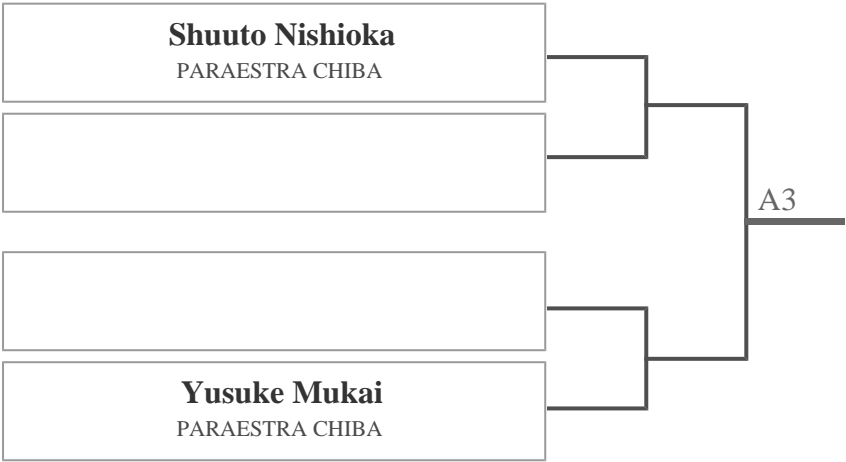 Shuuto Nishioka
PARAESTRA CHIBA
A3
Yusuke Mukai
PARAESTRA CHIBA